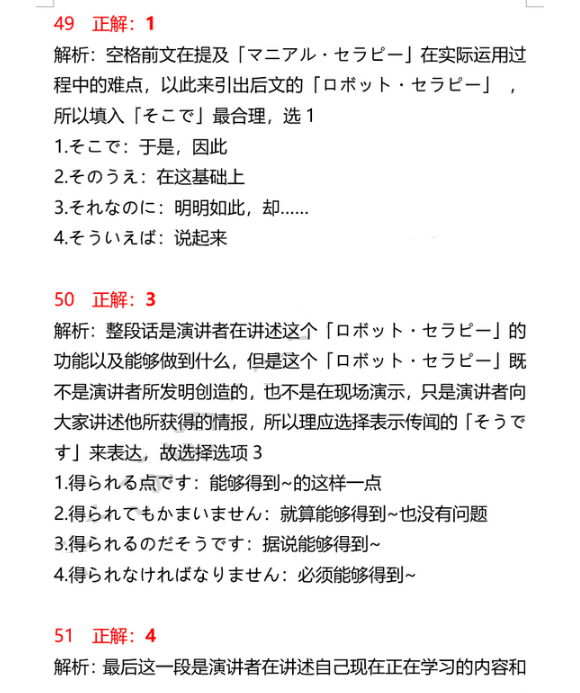 49 正解：1
解析：空格前文在提及「マニアル・セラピー」在实际运用过
程中的难点，以此来引出后文的「ロボット・セラピー」，
所以填入「そこで」最合理，选 1
1.そこで：于是，因此
2.そのうえ：在这基础上
3.それなのに：明明如此，却……
4.そういえば：说起来
50 正解：3
解析：整段话是演讲者在讲述这个「ロボット・セラピー」的
功能以及能够做到什么，但是这个「ロボット・セラピー」既
不是演讲者所发明创造的，也不是在现场演示，只是演讲者向
大家讲述他所获得的情报，所以理应选择表示传闻的「そうで
す」来表达，故选择选项 3
1.得られる点です：能够得到~的这样一点
2.得られてもかまいません：就算能够得到~也没有问题
3.得られるのだそうです：据说能够得到~
4.得られなければなりません：必须能够得到~
51 正解：4
解析：最后这一段是演讲者在讲述自己现在正在学习的内容和